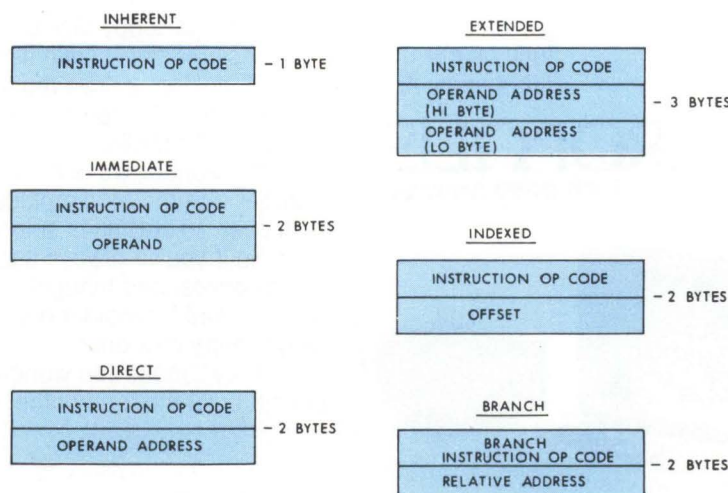 INHERENT
INSTRUCTION OP CODE
– 1 BYTE
IMMEDIATE
INSTRUCTION OP CODE
OPERAND
– 2 BYTES
DIRECT
INSTRUCTION OP CODE
OPERAND ADDRESS
– 2 BYTES
EXTENDED
INSTRUCTION OP CODE
OPERAND ADDRESS
(HI BYTE)
OPERAND ADDRESS
(LO BYTE)
– 3 BYTES
INDEXED
INSTRUCTION OP CODE
OFFSET
– 2 BYTES
BRANCH
BRANCH
INSTRUCTION OP CODE
RELATIVE ADDRESS
– 2 BYTES